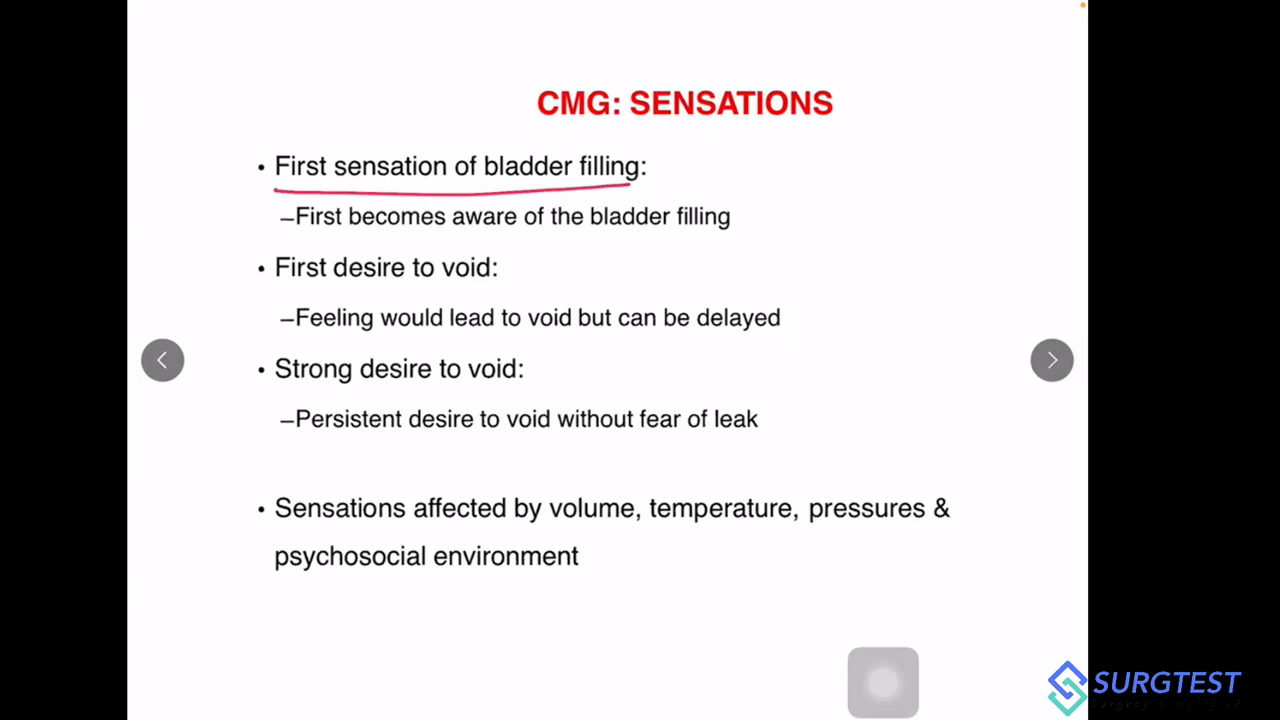 CMG: SENSATIONS
• First sensation of bladder filling:
–First becomes aware of the bladder filling
• First desire to void:
–Feeling would lead to void but can be delayed
• Strong desire to void:
–Persistent desire to void without fear of leak
• Sensations affected by volume, temperature, pressures &
psychosocial environment
SURGTEST
Surgery Simplified